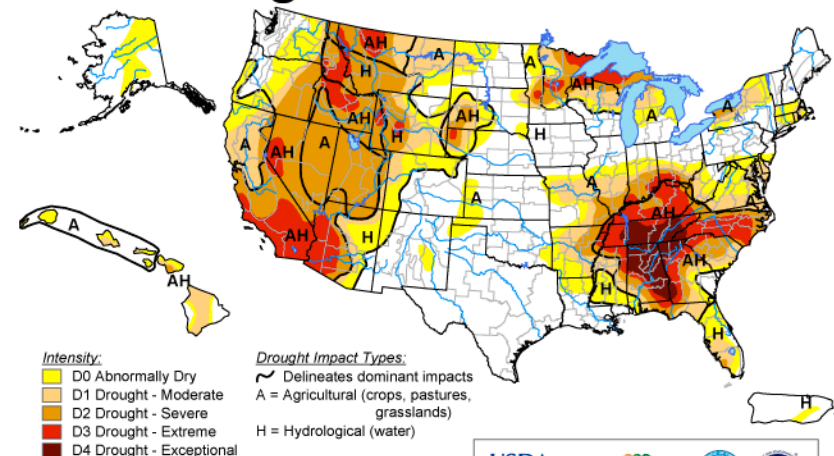 AH
A
H
A
AH
A
AH
AH
H
AH
H
A
A
A
A
AH
A
H
A
A
AH
A
AH
H
AH
H
A
AH
H
H
Intensity:
D0 Abnormally Dry
D1 Drought - Moderate
D2 Drought - Severe
D3 Drought - Extreme
D4 Drought - Exceptional
Drought Impact Types:
Delineates dominant impacts
A = Agricultural (crops, pastures,
grasslands)
H = Hydrological (water)
USDA